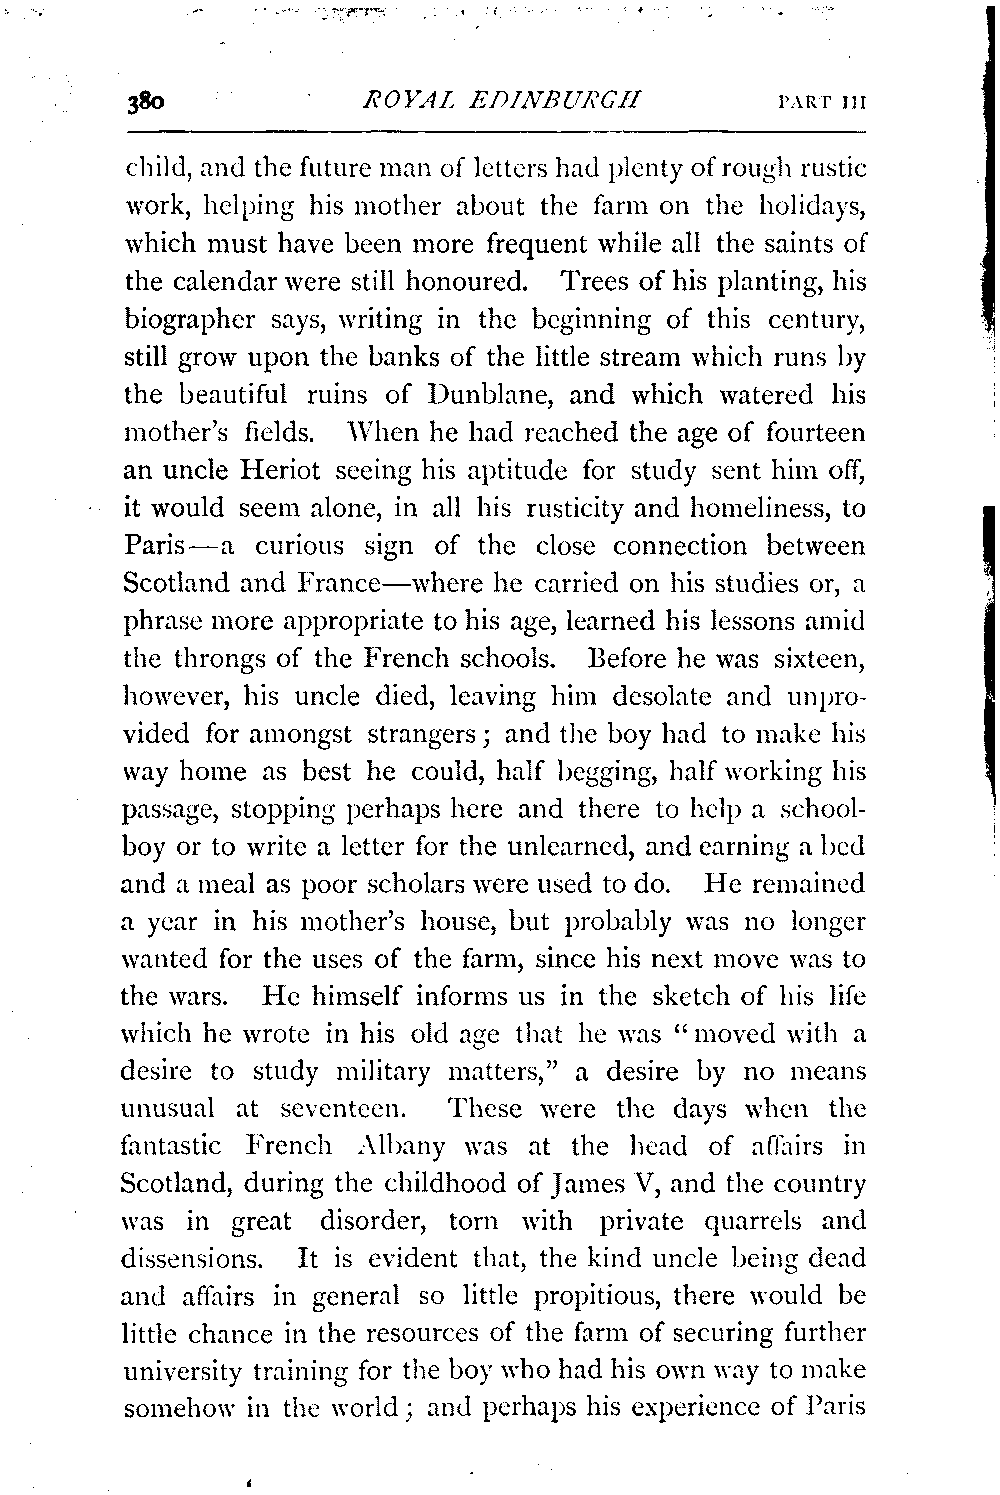 380 ROYAL EDINBURGH PART III
child, and the future man of letters had plenty of rough rustic
work, helping his mother about the farm on the holidays,
which must have been more frequent while all the saints of
the calendar were still honoured. Trees of his planting, his
biographer says, writing in the beginning of this century,
still grow upon the banks of the little stream which runs by
the beautiful ruins of Dunblane, and which watered his
mother's fields. When he had reached the age of fourteen
an uncle Heriot seeing his aptitude for study sent him off,
it would seem alone, in all his rusticity and homeliness, to
Paris—a curious sign of the close connection between
Scotland and France—where he carried on his studies or, a
phrase more appropriate to his age, learned his lessons amid
the throngs of the French schools. Before he was sixteen,
however, his uncle died, leaving him desolate and unpro-
vided for amongst strangers; and the boy had to make his
way home as best he could, half begging, half working his
passage, stopping perhaps here and there to help a school-
boy or to write a letter for the unlearned, and earning a bed
and a meal as poor scholars were used to do. He remained
a year in his mother's house, but probably was no longer
wanted for the uses of the farm, since his next move was to
the wars. He himself informs us in the sketch of his life
which he wrote in his old age that he was "moved with a
desire to study military matters," a desire by no means
unusual at seventeen. These were the days when the
fantastic French Albany was at the head of affairs in
Scotland, during the childhood of James V, and the country
was in great disorder, torn with private quarrels and
dissensions. It is evident that, the kind uncle being dead
and affairs in general so little propitious, there would be
little chance in the resources of the farm of securing further
university training for the boy who had his own way to make
somehow in the world; and perhaps his experience of Paris